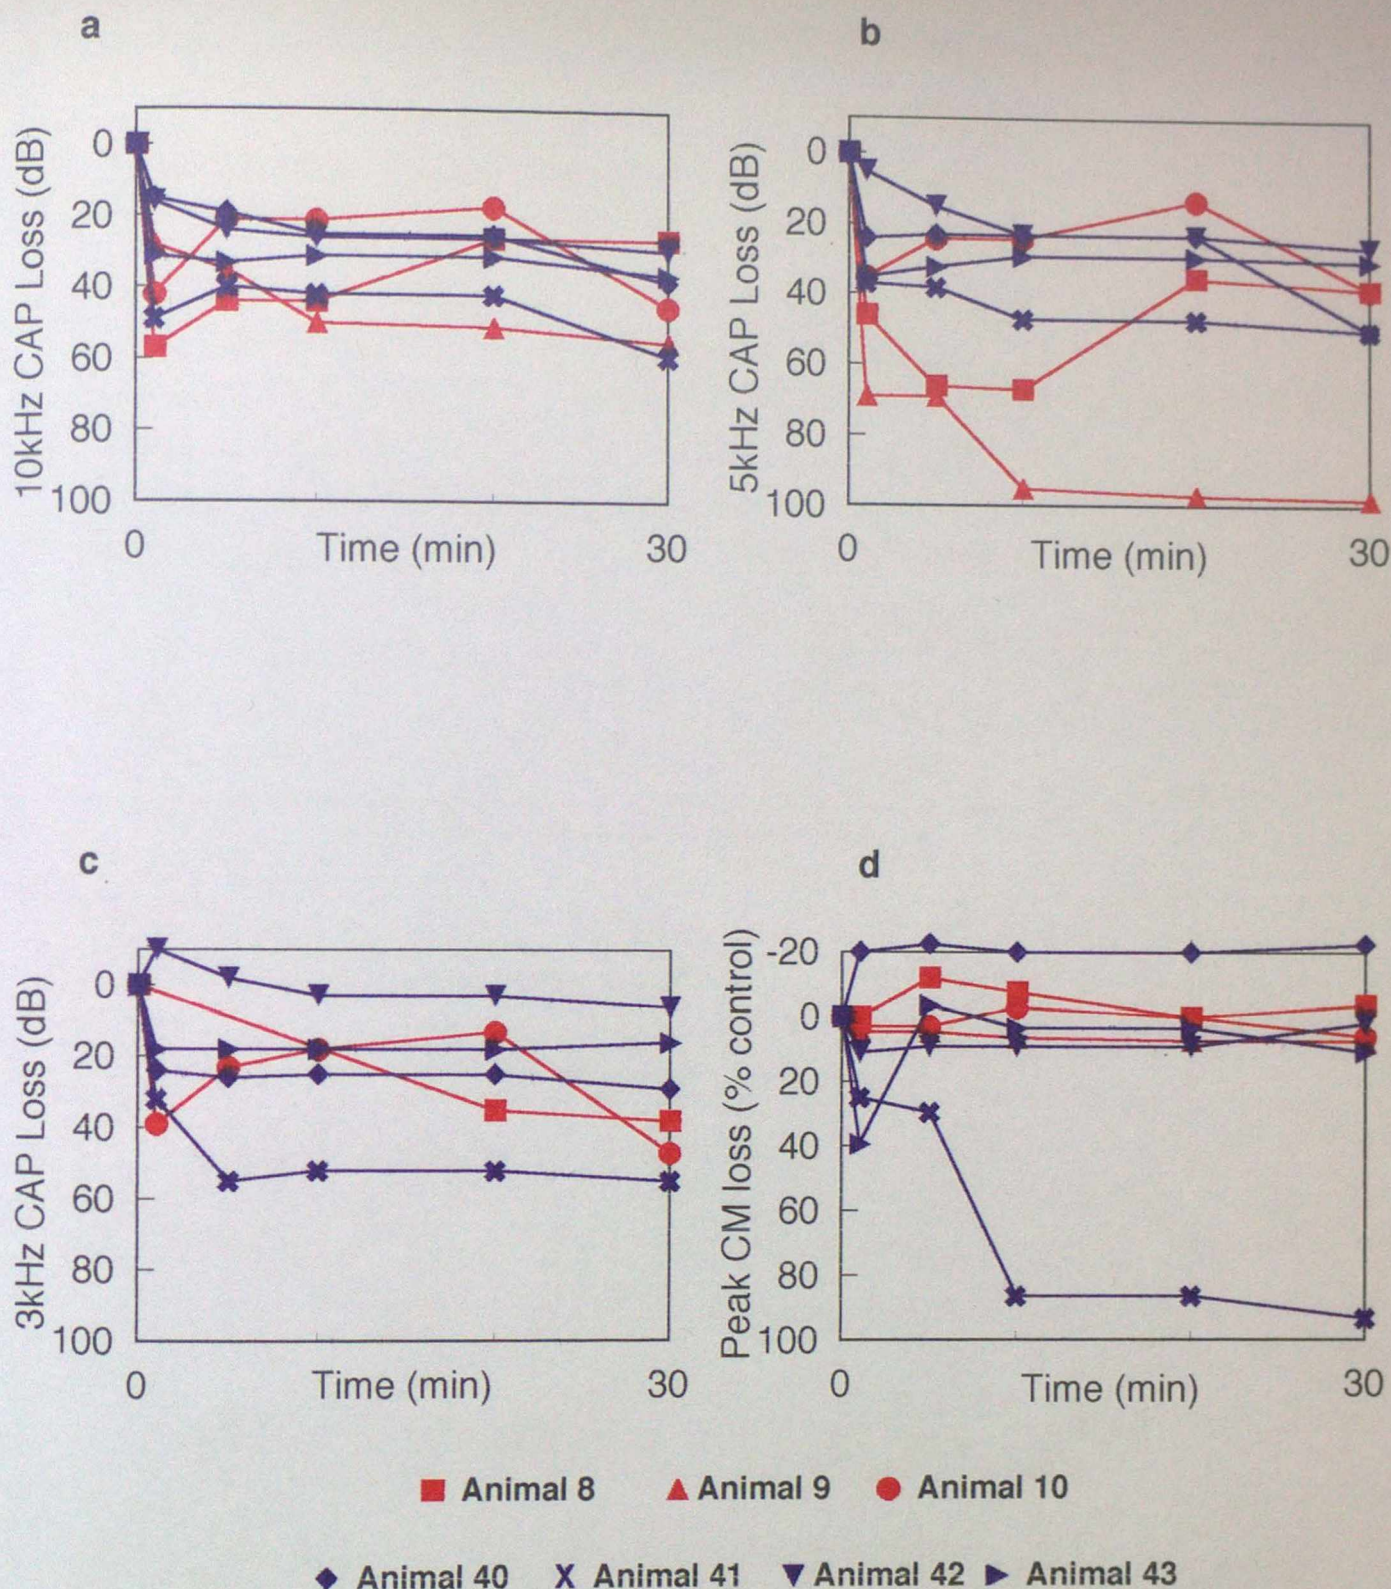 a
b
10kHz CAP Loss (dB)
0
20
40
60
80
100
0
Time (min)
30
5kHz CAP Loss (dB)
0
20
40
60
80
100
0
Time (min)
30
c
d
3kHz CAP Loss (dB)
0
20
40
60
80
100
0
Time (min)
30
Peak CM loss (% control)
-20
0
20
40
60
80
100
0
Time (min)
30
Animal 8 Animal 9 Animal 10
Animal 40 Animal 41 Animal 42 Animal 43